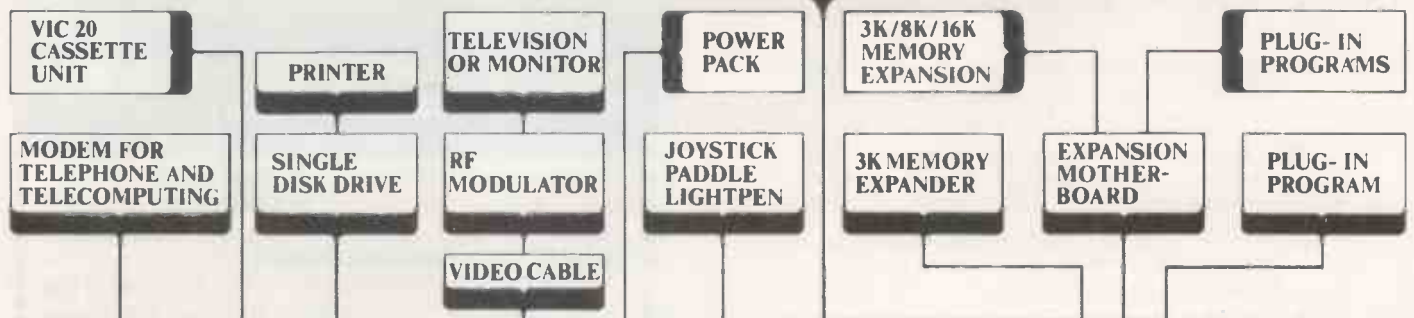 VIC 20
CASSETTE
UNIT
PRINTER
TELEVISION
OR MONITOR
POWER
PACK
3K/8K/16K
MEMORY
EXPANSION
PLUG-IN
PROGRAMS
MODEM FOR
TELEPHONE AND
TELECOMPUTING
SINGLE
DISK DRIVE
RF
MODULATOR
JOYSTICK
PADDLE
LIGHTPEN
3K MEMORY
EXPANDER
EXPANSION
MOTHER-
BOARD
PLUG-IN
PROGRAM
VIDEO CABLE